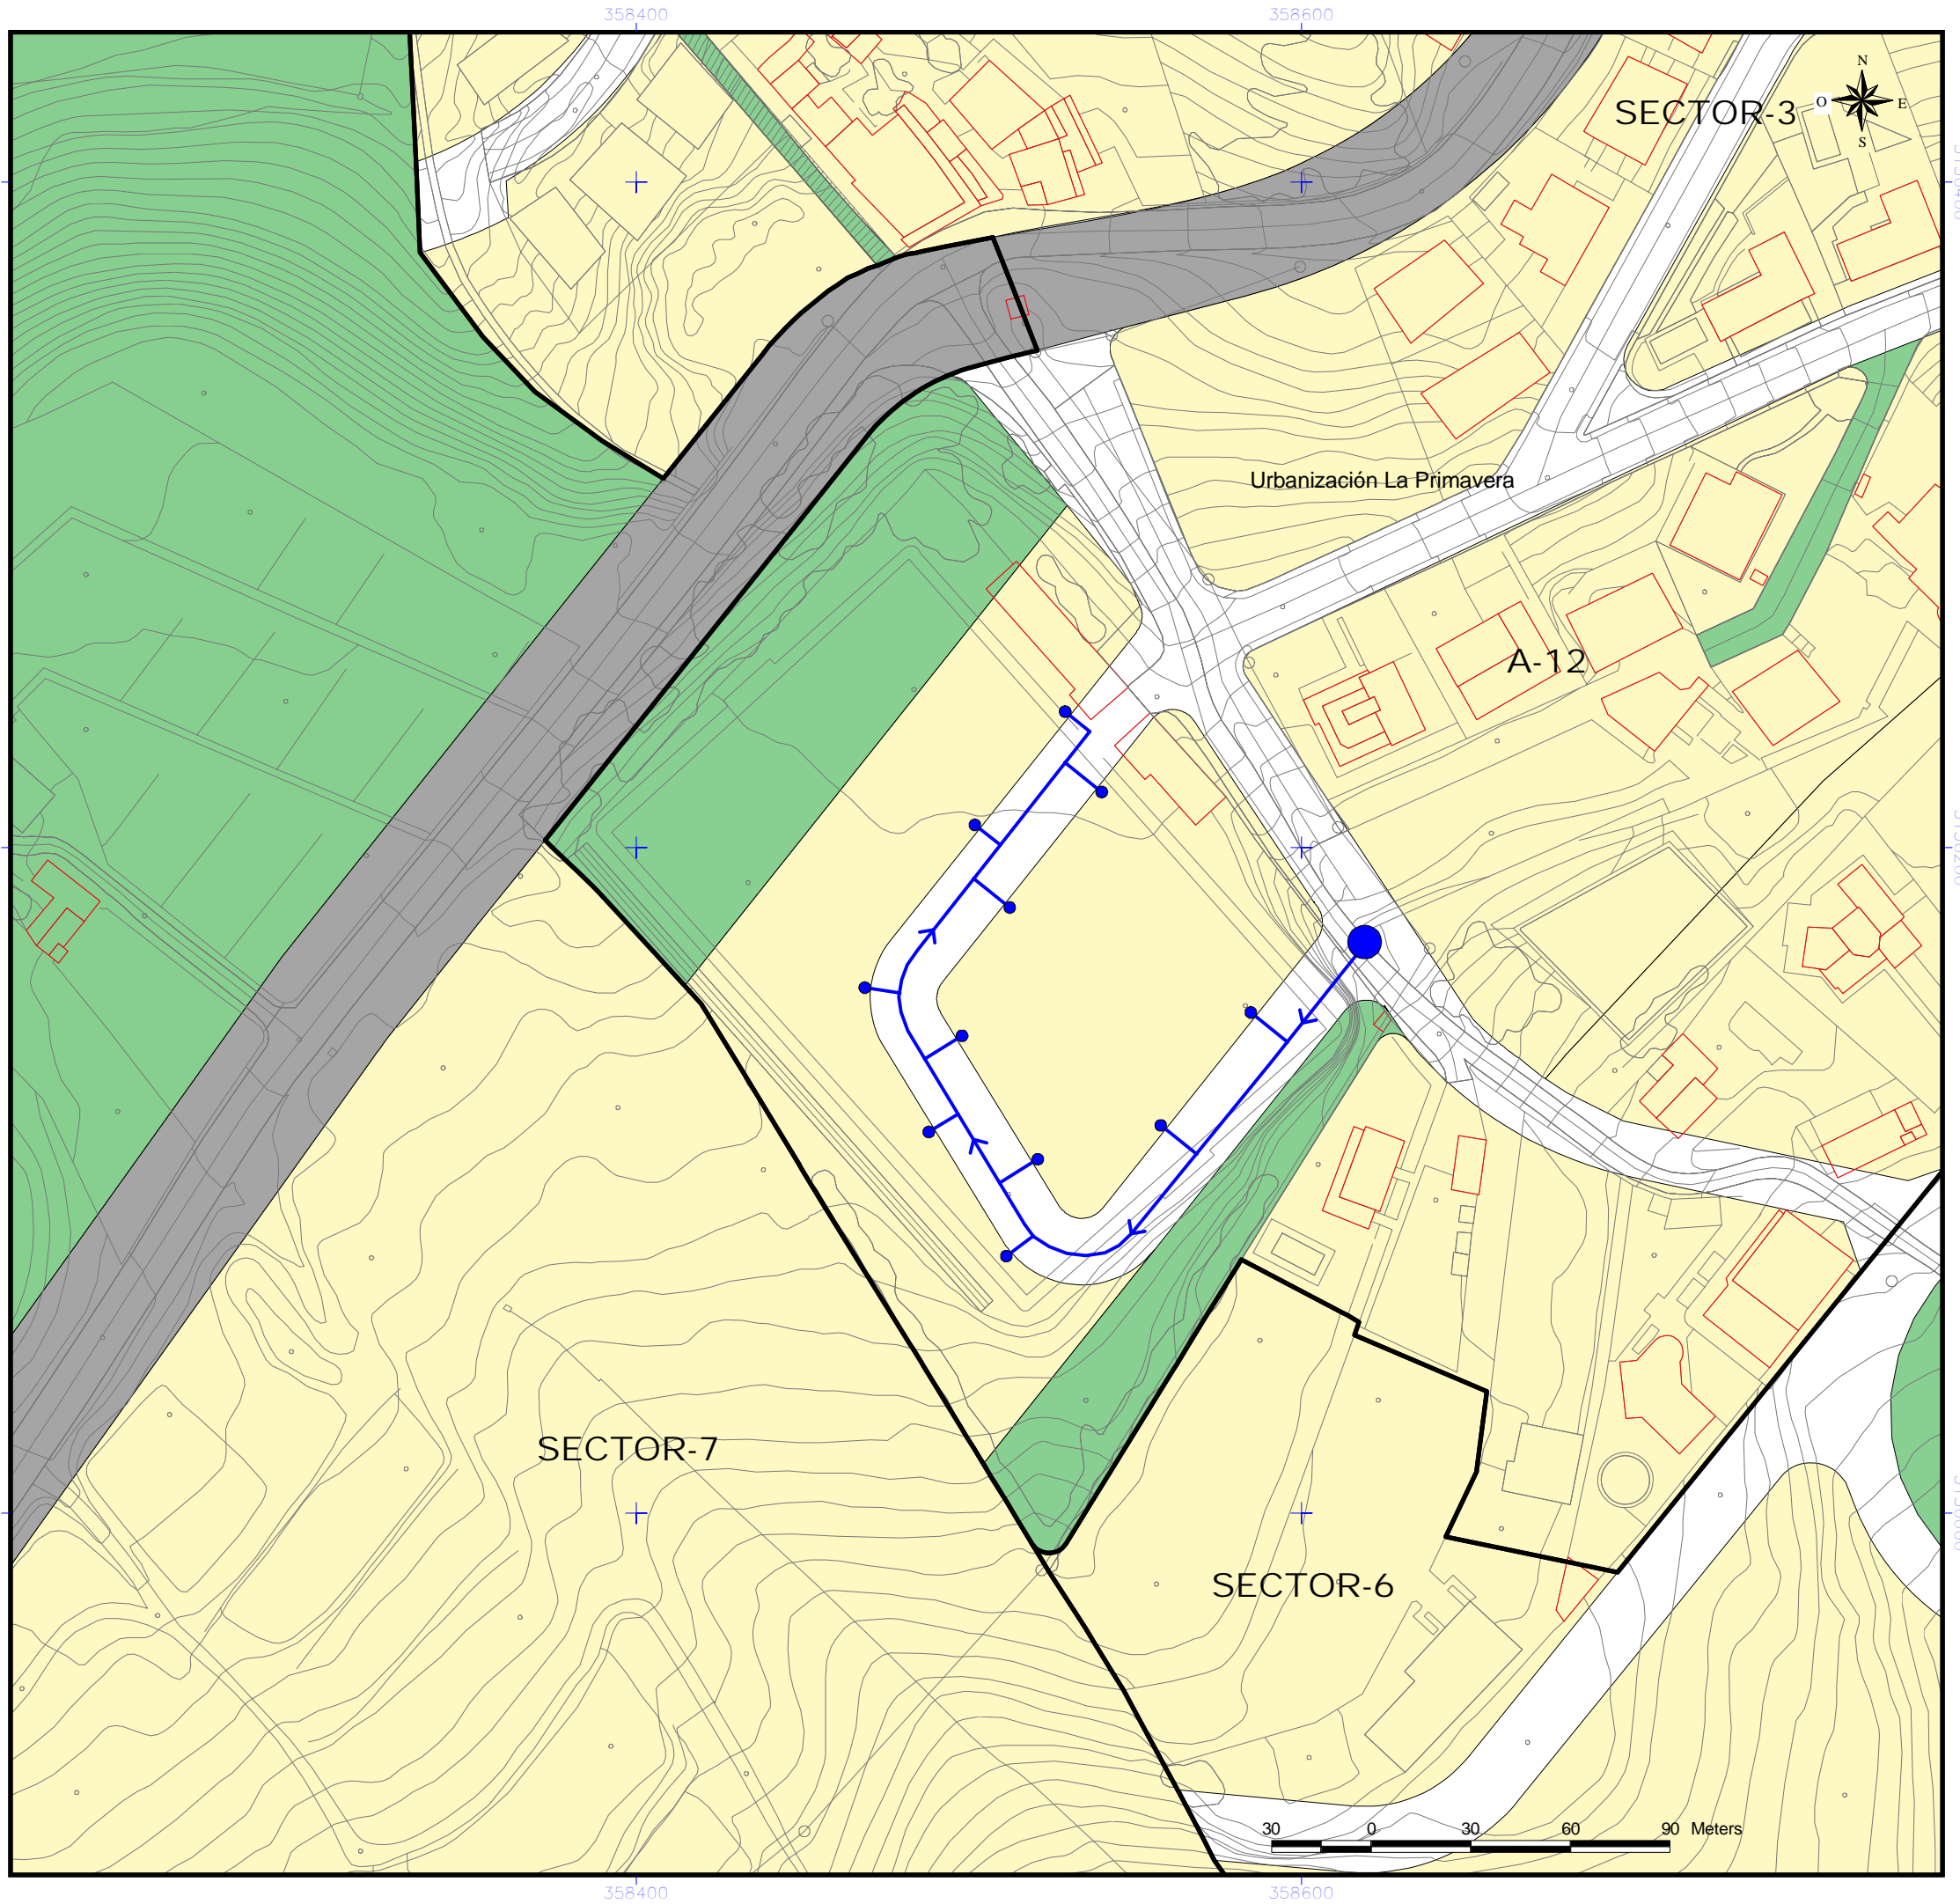 358400 358600
N
O E
S
SECTOR-3
Urbanización La Primavera
A-12
SECTOR-7
SECTOR-6
30 0 30 60 90 Meters
358400 358600